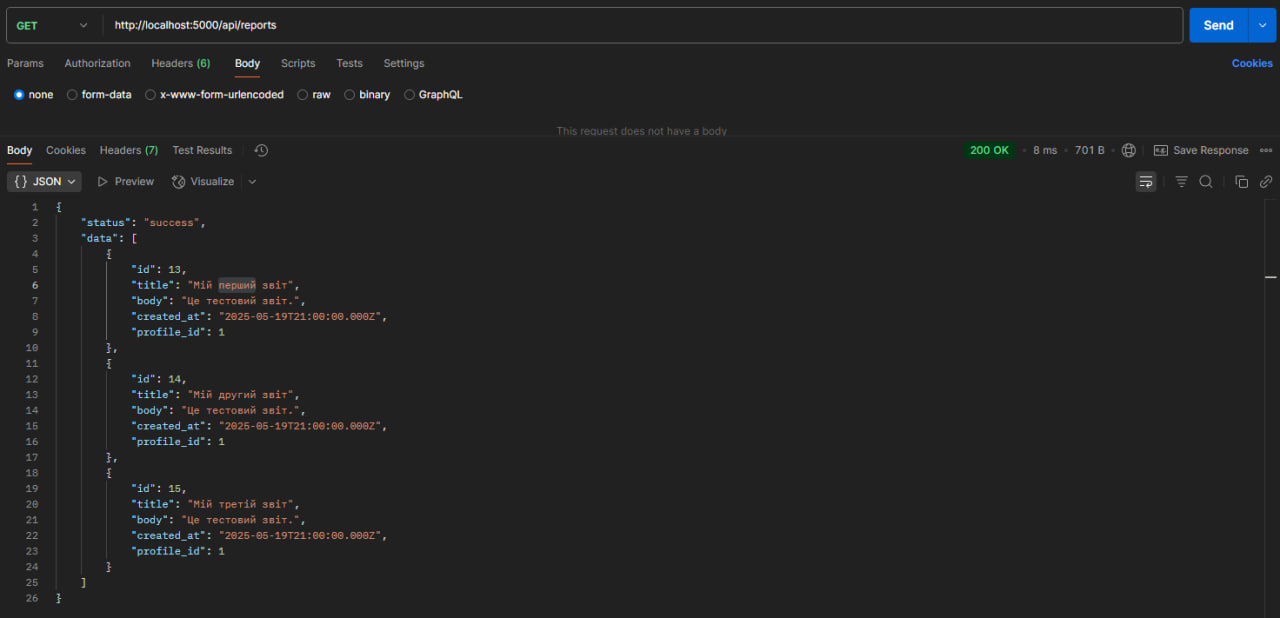 GET http://localhost:5000/api/reports Send
Params Authorization Headers (6) Body Scripts Tests Settings Cookies
none form-data x-www-form-urlencoded raw binary GraphQL
This request does not have a body
Body Cookies Headers (7) Test Results 200 OK • 8 ms • 701 B • Save Response
{} JSON Preview Visualize
1 {
2 "status": "success",
3 "data": [
4 {
5 "id": 13,
6 "title": "Мій перший звіт",
7 "body": "Це тестовий звіт.",
8 "created_at": "2025-05-19T21:00:00.000Z",
9 "profile_id": 1
10 },
11 {
12 "id": 14,
13 "title": "Мій другий звіт",
14 "body": "Це тестовий звіт.",
15 "created_at": "2025-05-19T21:00:00.000Z",
16 "profile_id": 1
17 },
18 {
19 "id": 15,
20 "title": "Мій третій звіт",
21 "body": "Це тестовий звіт.",
22 "created_at": "2025-05-19T21:00:00.000Z",
23 "profile_id": 1
24 }
25 ]
26 }